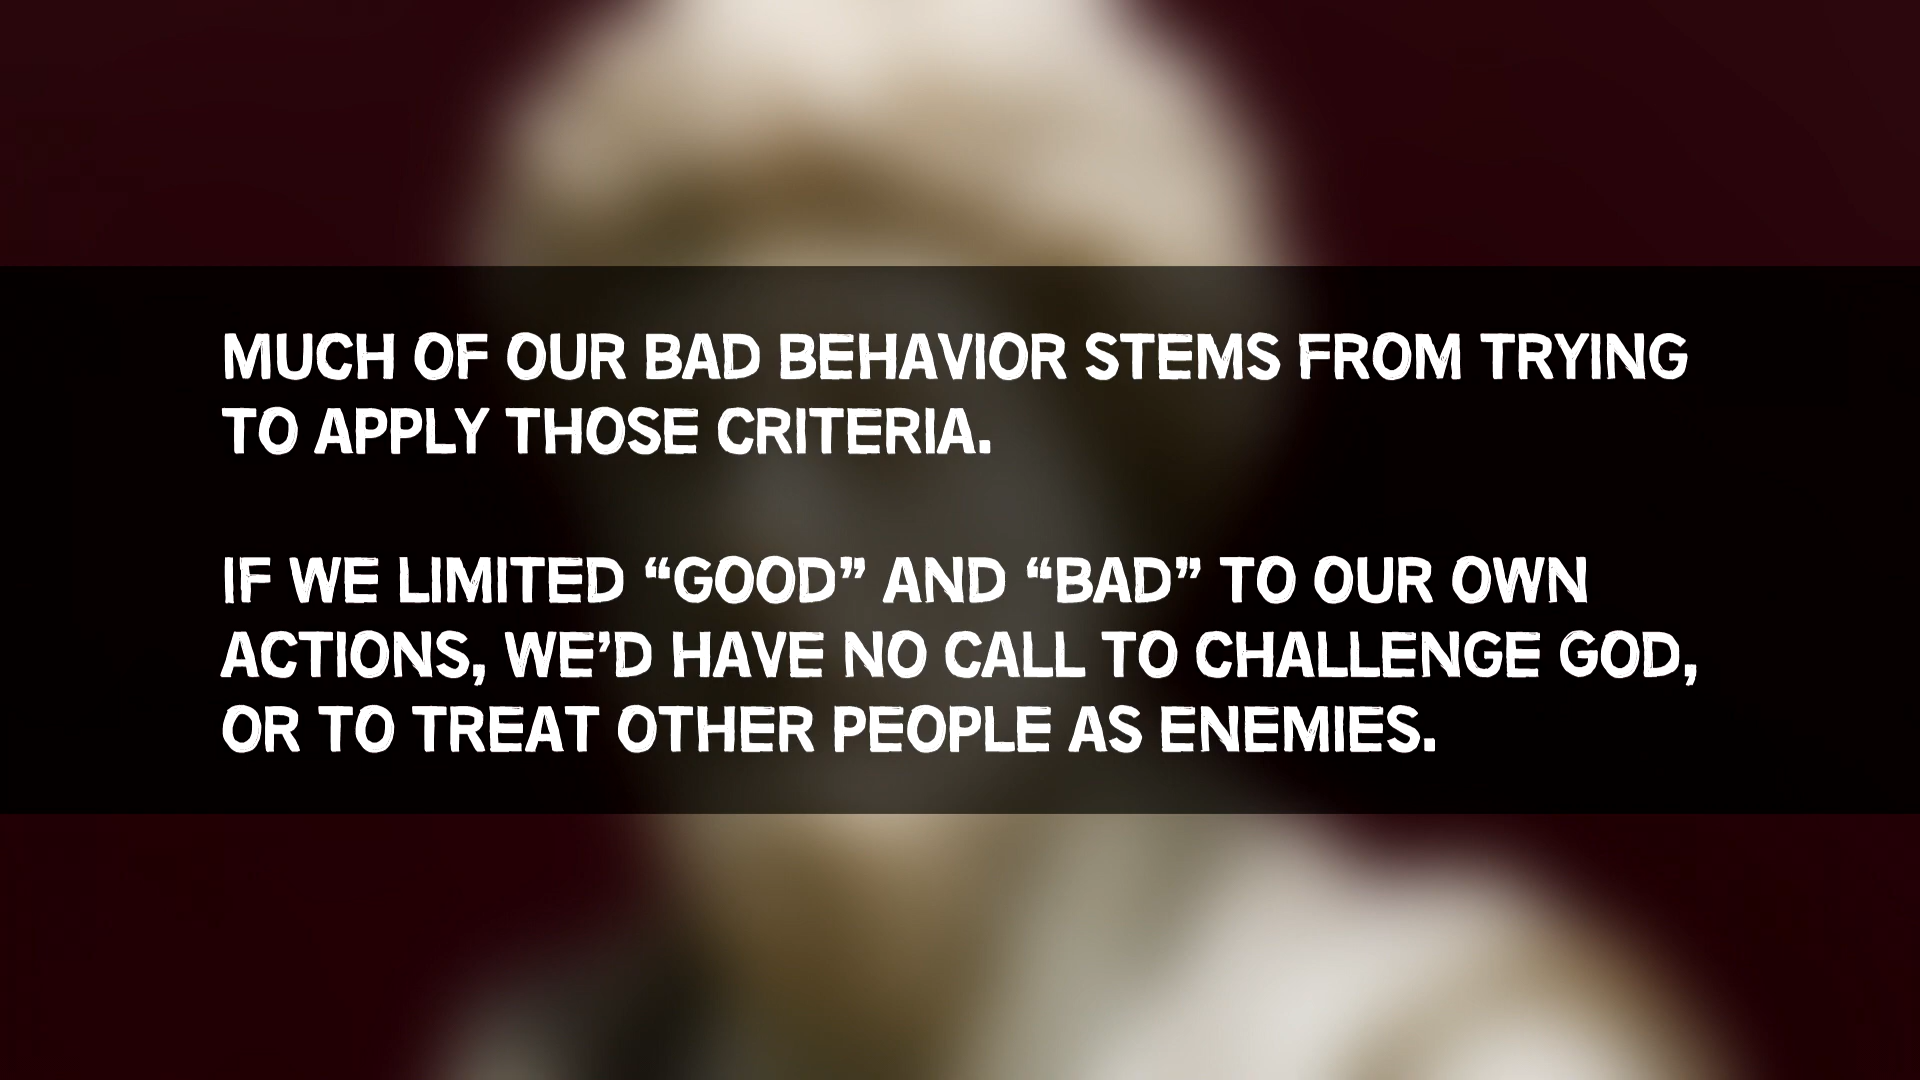 MUCH OF OUR BAD BEHAVIOR STEMS FROM TRYING
TO APPLY THOSE CRITERIA.
IF WE LIMITED “GOOD” AND “BAD” TO OUR OWN
ACTIONS, WE’D HAVE NO CALL TO CHALLENGE GOD,
OR TO TREAT OTHER PEOPLE AS ENEMIES.